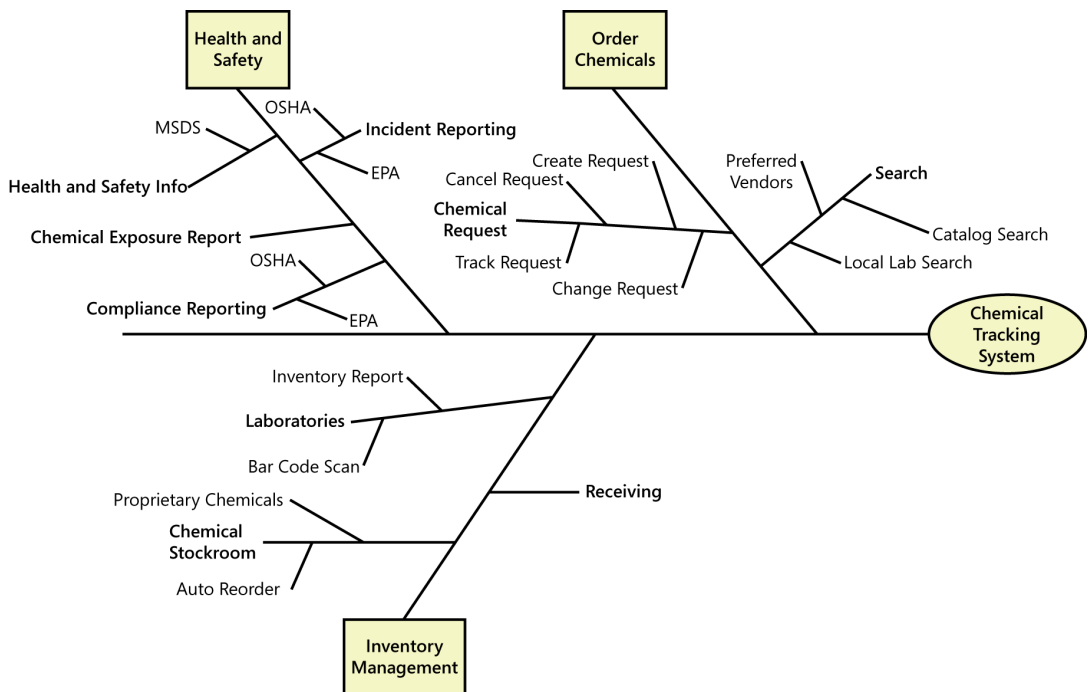 Health and
Safety
Order
Chemicals
OSHA
MSDS
Incident Reporting
EPA
Health and Safety Info
Chemical Exposure Report
OSHA
Compliance Reporting
EPA
Create Request
Cancel Request
Chemical
Request
Track Request
Change Request
Preferred
Vendors
Search
Catalog Search
Local Lab Search
Chemical
Tracking
System
Inventory Report
Laboratories
Bar Code Scan
Receiving
Proprietary Chemicals
Chemical
Stockroom
Auto Reorder
Inventory
Management